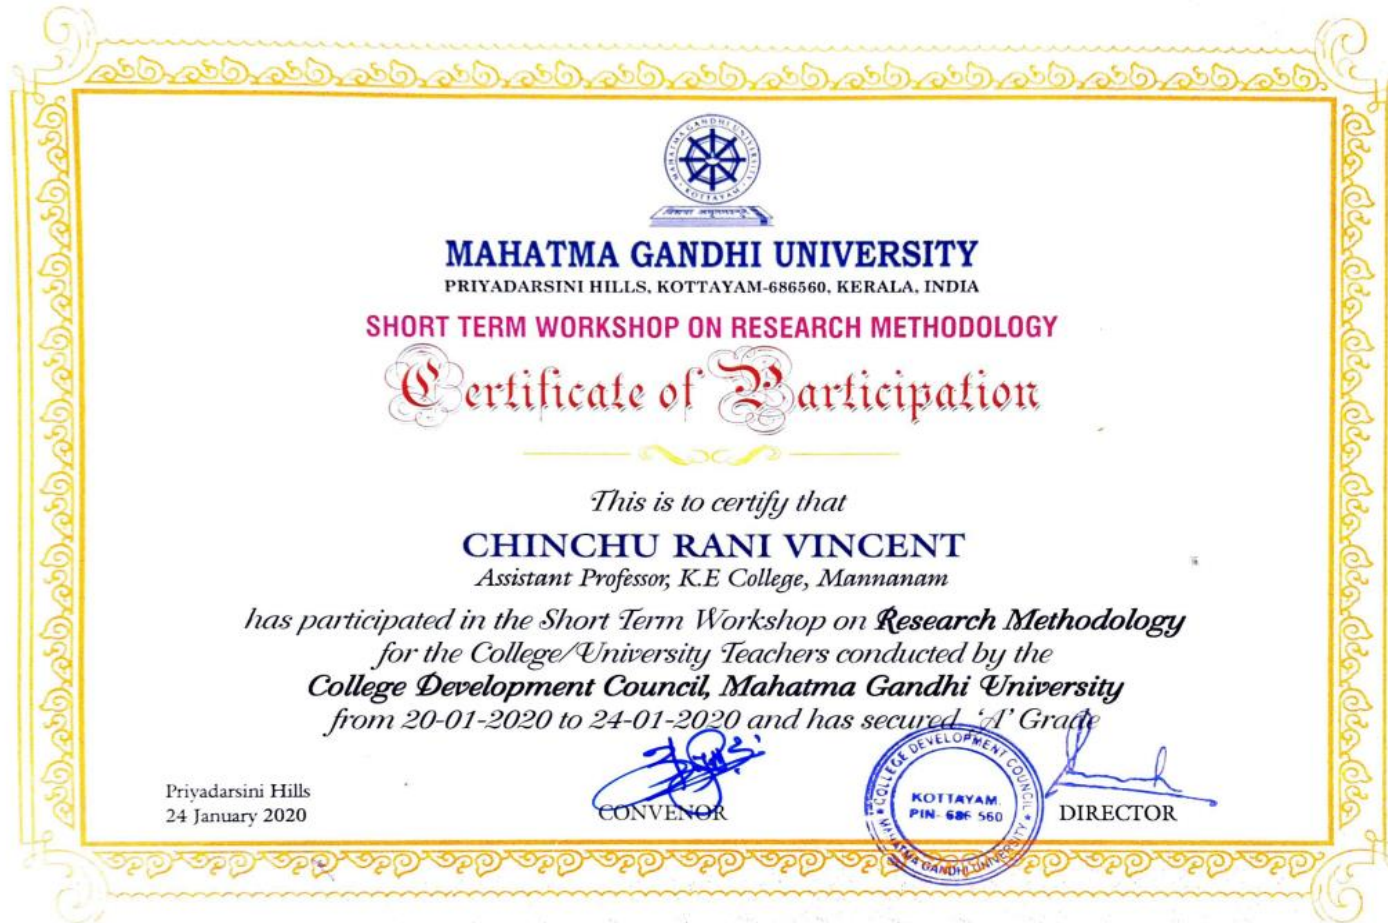 MAHATMA GANDHI UNIVERSITY
KOTTAYAM
MAHATMA GANDHI UNIVERSITY
PRIYADARSINI HILLS, KOTTAYAM-686560, KERALA, INDIA
SHORT TERM WORKSHOP ON RESEARCH METHODOLOGY
Certificate of Participation
This is to certify that
CHINCHU RANI VINCENT
Assistant Professor, K.E College, Mannanam
has participated in the Short Term Workshop on Research Methodology
for the College/University Teachers conducted by the
College Development Council, Mahatma Gandhi University
from 20-01-2020 to 24-01-2020 and has secured 'A' Grade
Priyadarsini Hills
24 January 2020
CONVENOR
COLLEGE DEVELOPMENT COUNCIL
KOTTAYAM.
PIN- 686 560
MAHATMA GANDHI UNIVERSITY
DIRECTOR